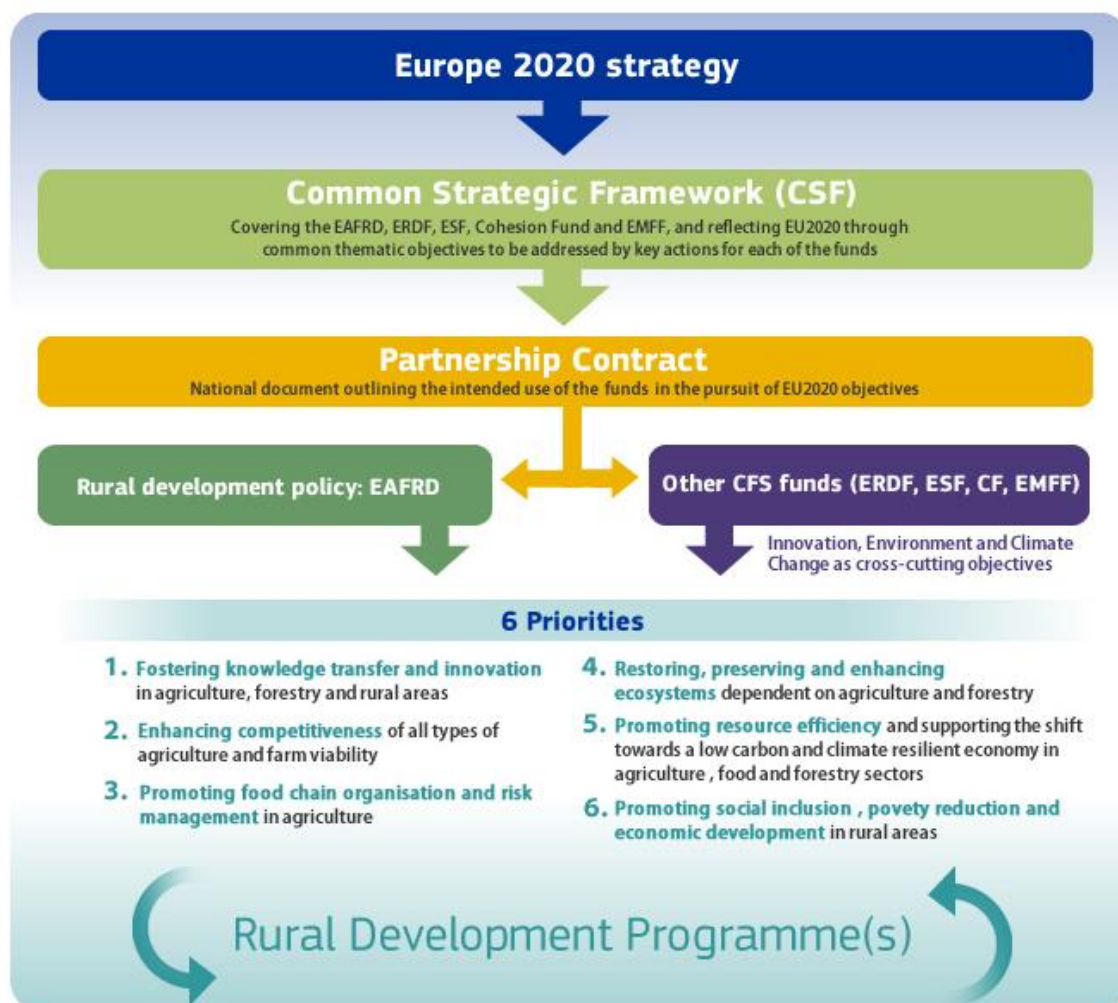 Europe 2020 strategy
Common Strategic Framework (CSF)
Covering the EAFRD, ERDF, ESF, Cohesion Fund and EMFF, and reflecting EU2020 through
common thematic objectives to be addressed by key actions for each of the funds
Partnership Contract
National document outlining the intended use of the funds in the pursuit of EU2020 objectives
Rural development policy: EAFRD
Other CFS funds (ERDF, ESF, CF, EMFF)
Innovation, Environment and Climate
Change as cross-cutting objectives
6 Priorities
1. Fostering knowledge transfer and innovation
in agriculture, forestry and rural areas
2. Enhancing competitiveness of all types of
agriculture and farm viability
3. Promoting food chain organisation and risk
management in agriculture
4. Restoring, preserving and enhancing
ecosystems dependent on agriculture and forestry
5. Promoting resource efficiency and supporting the shift
towards a low carbon and climate resilient economy in
agriculture , food and forestry sectors
6. Promoting social inclusion , povety reduction and
economic development in rural areas
Rural Development Programme(s)